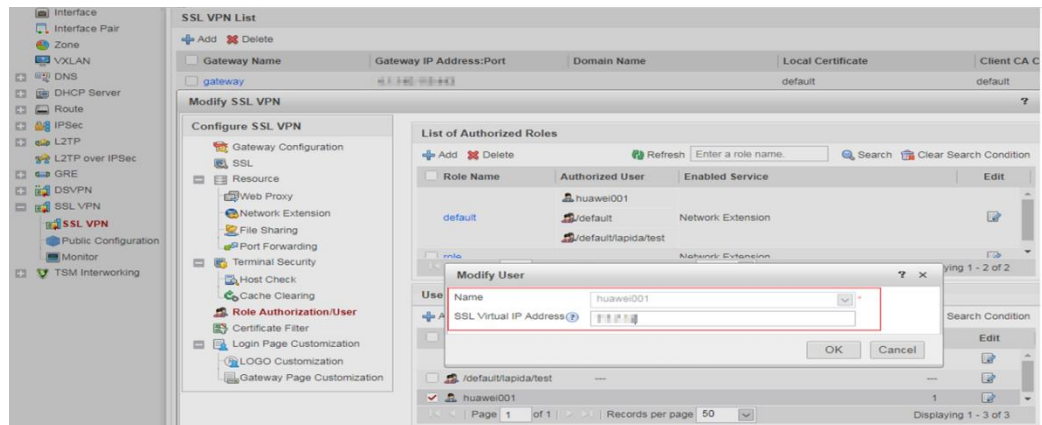 Interface
Interface Pair
Zone
VXLAN
DNS
DHCP Server
Route
IPSec
L2TP
L2TP over IPSec
GRE
DSVPN
SSL VPN
SSL VPN
Public Configuration
Monitor
TSM Interworking
SSL VPN List
Add Delete
Gateway Name Gateway IP Address:Port Domain Name Local Certificate Client CA C
gateway default default
Modify SSL VPN ?
Configure SSL VPN
Gateway Configuration
SSL
Resource
Web Proxy
Network Extension
File Sharing
Port Forwarding
Terminal Security
Host Check
Cache Clearing
Role Authorization/User
Certificate Filter
Login Page Customization
LOGO Customization
Gateway Page Customization
List of Authorized Roles
Add Delete Refresh Enter a role name. Search Clear Search Condition
Role Name Authorized User Enabled Service Edit
huawei001
default /default Network Extension
/default/lapida/test
role Network Extension
ying 1 - 2 of 2
Modify User ? ×
Name huawei001 *
SSL Virtual IP Address ?
OK Cancel
Use
A Search Condition
Edit
/default/lapida/test --- ---
huawei001 1
Page 1 of 1 Records per page 50 Displaying 1 - 3 of 3